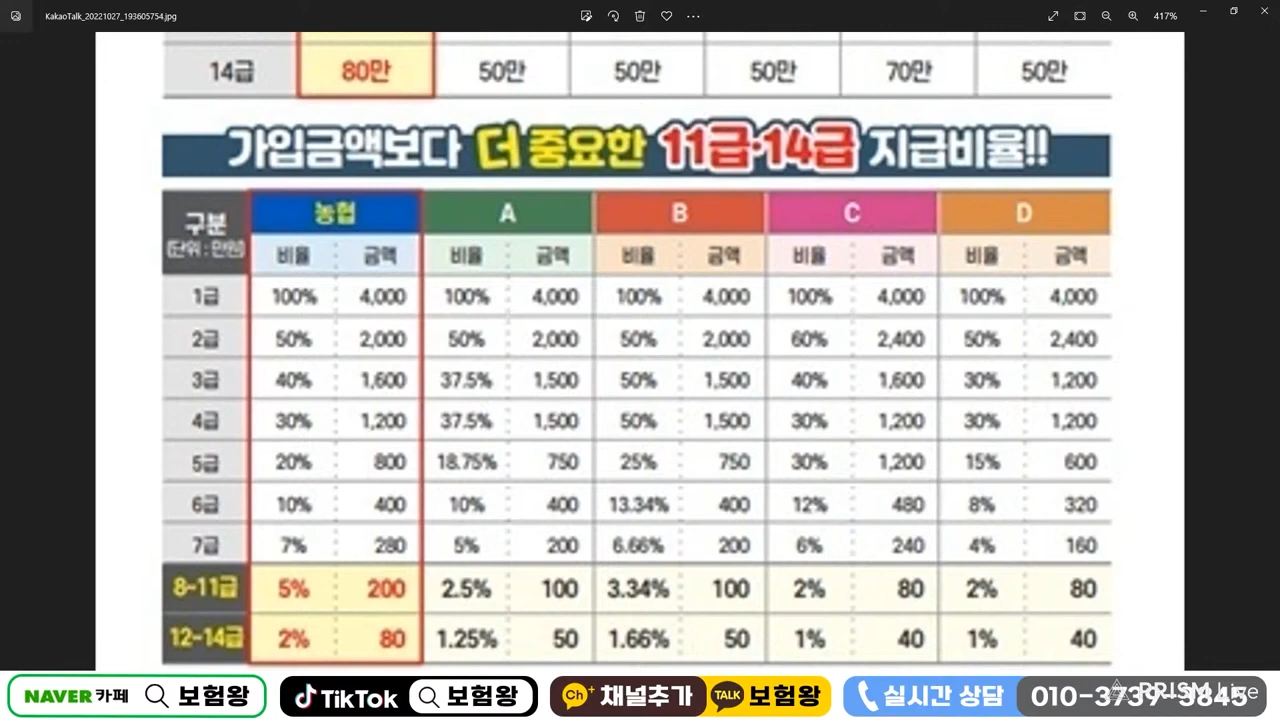 KakaoTalk_20221027_193605754.jpg
417%
14급 80만 50만 50만 50만 70만 50만
가입금액보다 더 중요한 11급·14급 지급비율!!
구분 농협 A B C D
(단위 : 만원) 비율 금액 비율 금액 비율 금액 비율 금액 비율 금액
1급 100% 4,000 100% 4,000 100% 4,000 100% 4,000 100% 4,000
2급 50% 2,000 50% 2,000 50% 2,000 60% 2,400 50% 2,400
3급 40% 1,600 37.5% 1,500 50% 1,500 40% 1,600 30% 1,200
4급 30% 1,200 37.5% 1,500 50% 1,500 30% 1,200 30% 1,200
5급 20% 800 18.75% 750 25% 750 30% 1,200 15% 600
6급 10% 400 10% 400 13.34% 400 12% 480 8% 320
7급 7% 280 5% 200 6.66% 200 6% 240 4% 160
8-11급 5% 200 2.5% 100 3.34% 100 2% 80 2% 80
12-14급 2% 80 1.25% 50 1.66% 50 1% 40 1% 40
NAVER 카페 보험왕 TikTok 보험왕 Ch+ 채널추가 TALK 보험왕 실시간 상담 010-3739-5845
PRISM Live